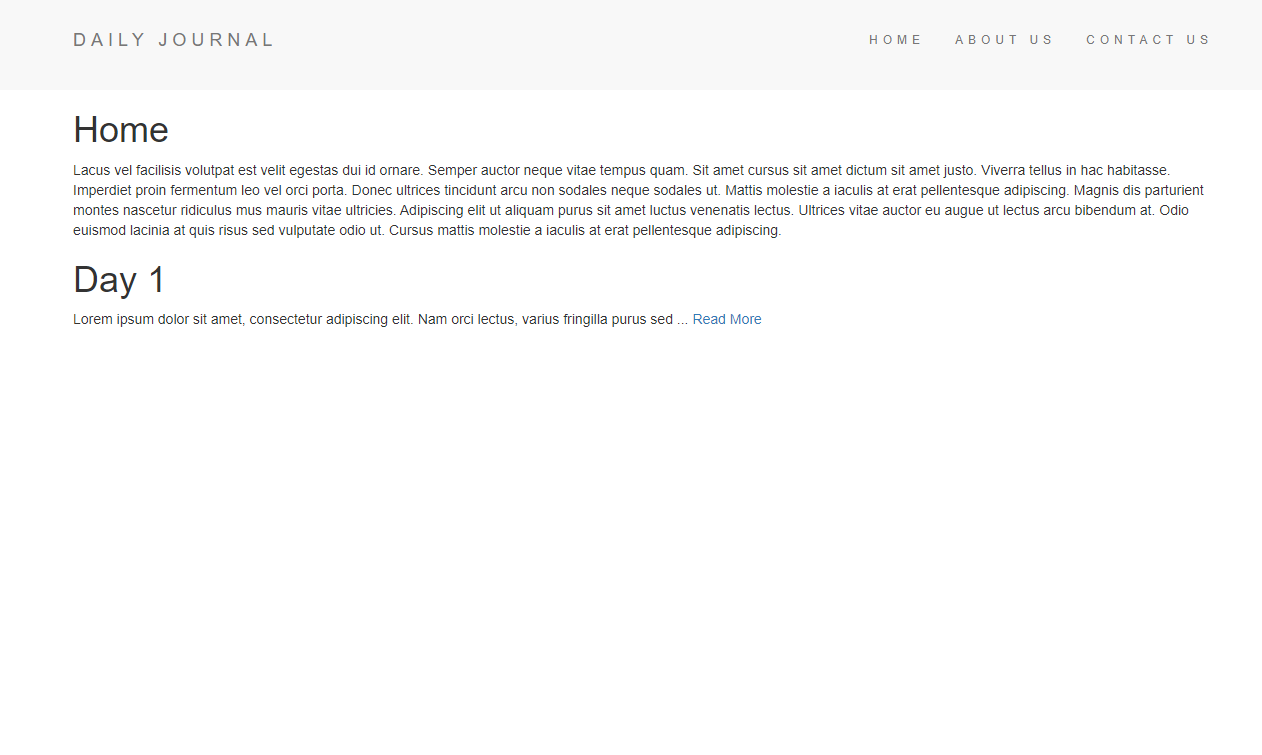 DAILY JOURNAL
HOME ABOUT US CONTACT US
Home
Lacus vel facilisis volutpat est velit egestas dui id ornare. Semper auctor neque vitae tempus quam. Sit amet cursus sit amet dictum sit amet justo. Viverra tellus in hac habitasse.
Imperdiet proin fermentum leo vel orci porta. Donec ultrices tincidunt arcu non sodales neque sodales ut. Mattis molestie a iaculis at erat pellentesque adipiscing. Magnis dis parturient
montes nascetur ridiculus mus mauris vitae ultricies. Adipiscing elit ut aliquam purus sit amet luctus venenatis lectus. Ultrices vitae auctor eu augue ut lectus arcu bibendum at. Odio
euismod lacinia at quis risus sed vulputate odio ut. Cursus mattis molestie a iaculis at erat pellentesque adipiscing.
Day 1
Lorem ipsum dolor sit amet, consectetur adipiscing elit. Nam orci lectus, varius fringilla purus sed ... Read More